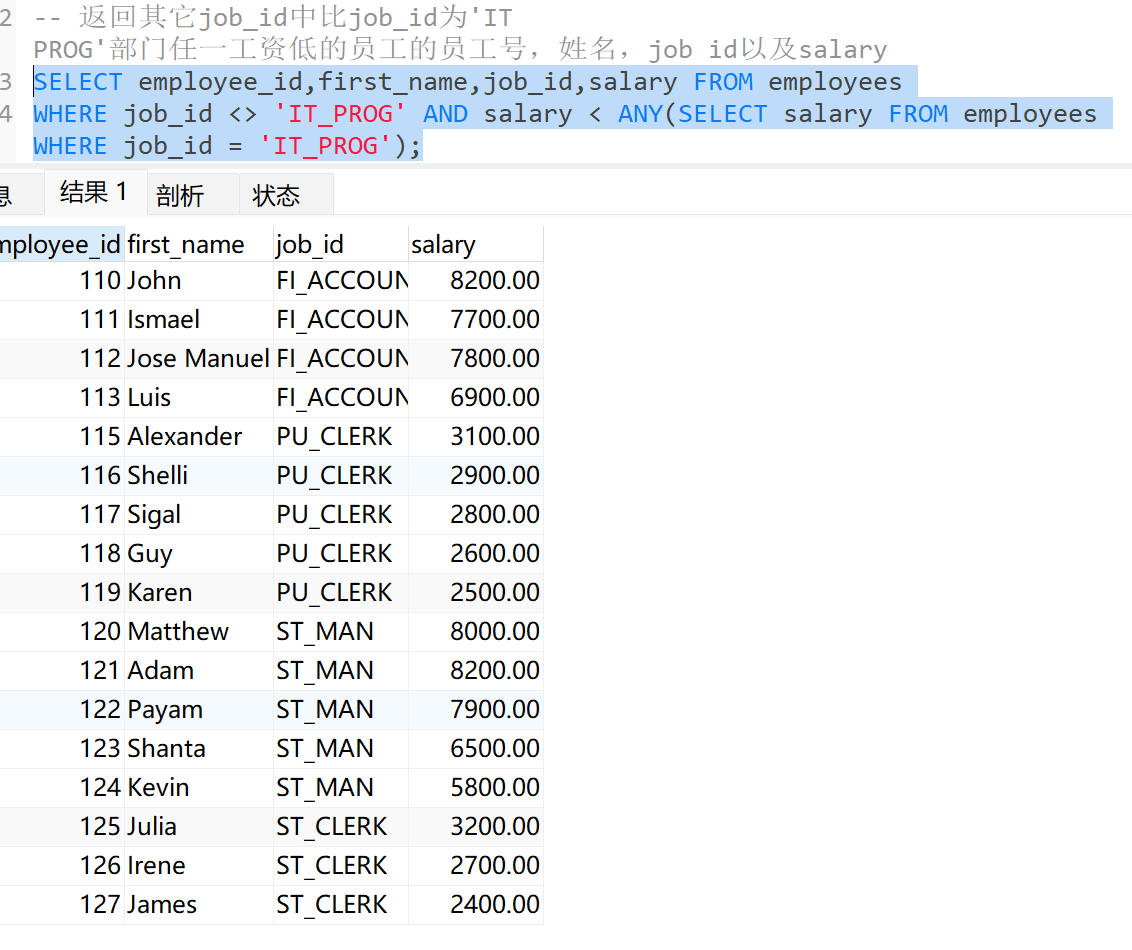 2 -- 返回其它job_id中比job_id为'IT
PROG'部门任一工资低的员工的员工号，姓名，job id以及salary
3 SELECT employee_id,first_name,job_id,salary FROM employees
4 WHERE job_id <> 'IT_PROG' AND salary < ANY(SELECT salary FROM employees
WHERE job_id = 'IT_PROG');
息 结果 1 剖析 状态
mployee_id first_name job_id salary
110 John FI_ACCOUN 8200.00
111 Ismael FI_ACCOUN 7700.00
112 Jose Manuel FI_ACCOUN 7800.00
113 Luis FI_ACCOUN 6900.00
115 Alexander PU_CLERK 3100.00
116 Shelli PU_CLERK 2900.00
117 Sigal PU_CLERK 2800.00
118 Guy PU_CLERK 2600.00
119 Karen PU_CLERK 2500.00
120 Matthew ST_MAN 8000.00
121 Adam ST_MAN 8200.00
122 Payam ST_MAN 7900.00
123 Shanta ST_MAN 6500.00
124 Kevin ST_MAN 5800.00
125 Julia ST_CLERK 3200.00
126 Irene ST_CLERK 2700.00
127 James ST_CLERK 2400.00